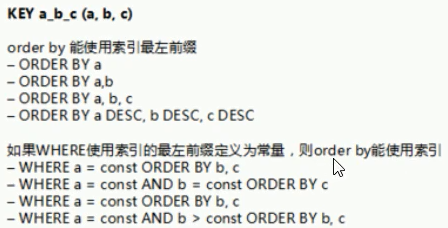 KEY a_b_c (a, b, c)
order by 能使用索引最左前缀
– ORDER BY a
– ORDER BY a,b
– ORDER BY a, b, c
– ORDER BY a DESC, b DESC, c DESC
如果WHERE使用索引的最左前缀定义为常量，则order by能使用索引
– WHERE a = const ORDER BY b, c
– WHERE a = const AND b = const ORDER BY c
– WHERE a = const ORDER BY b, c
– WHERE a = const AND b > const ORDER BY b, c